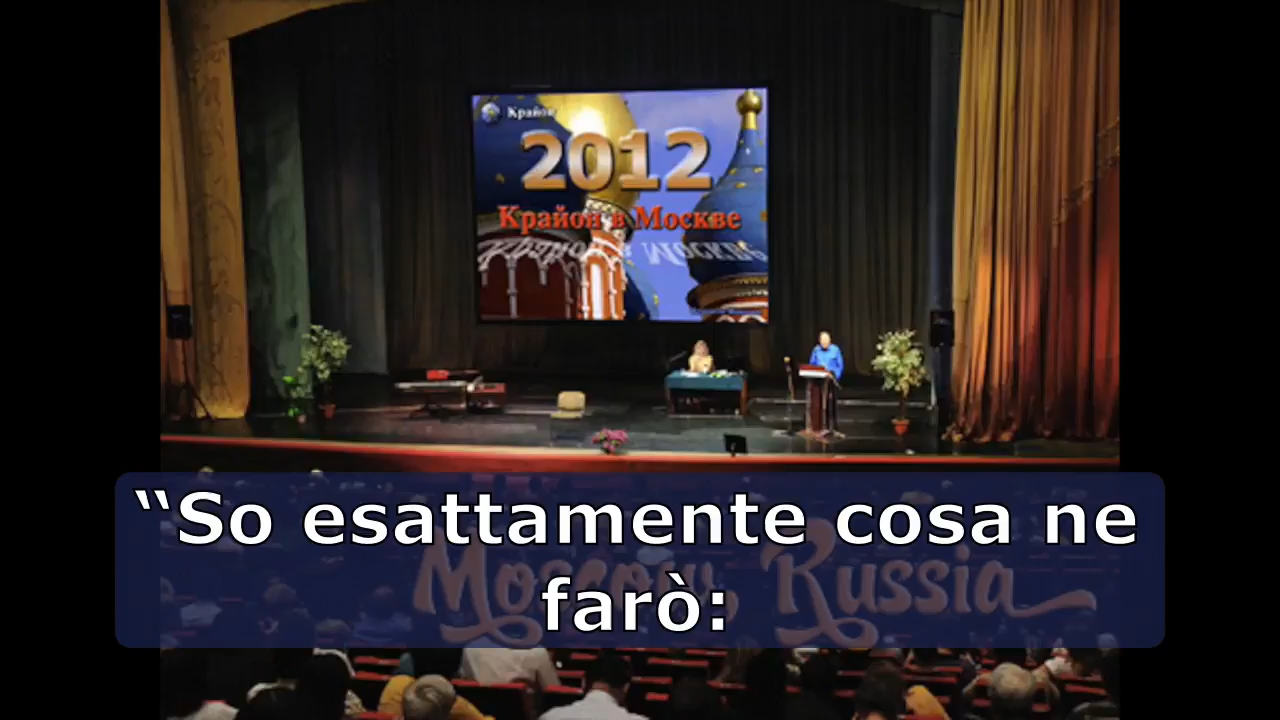 Крайон
2012
Крайон в Москве
“So esattamente cosa ne
farò:
Moscow, Russia